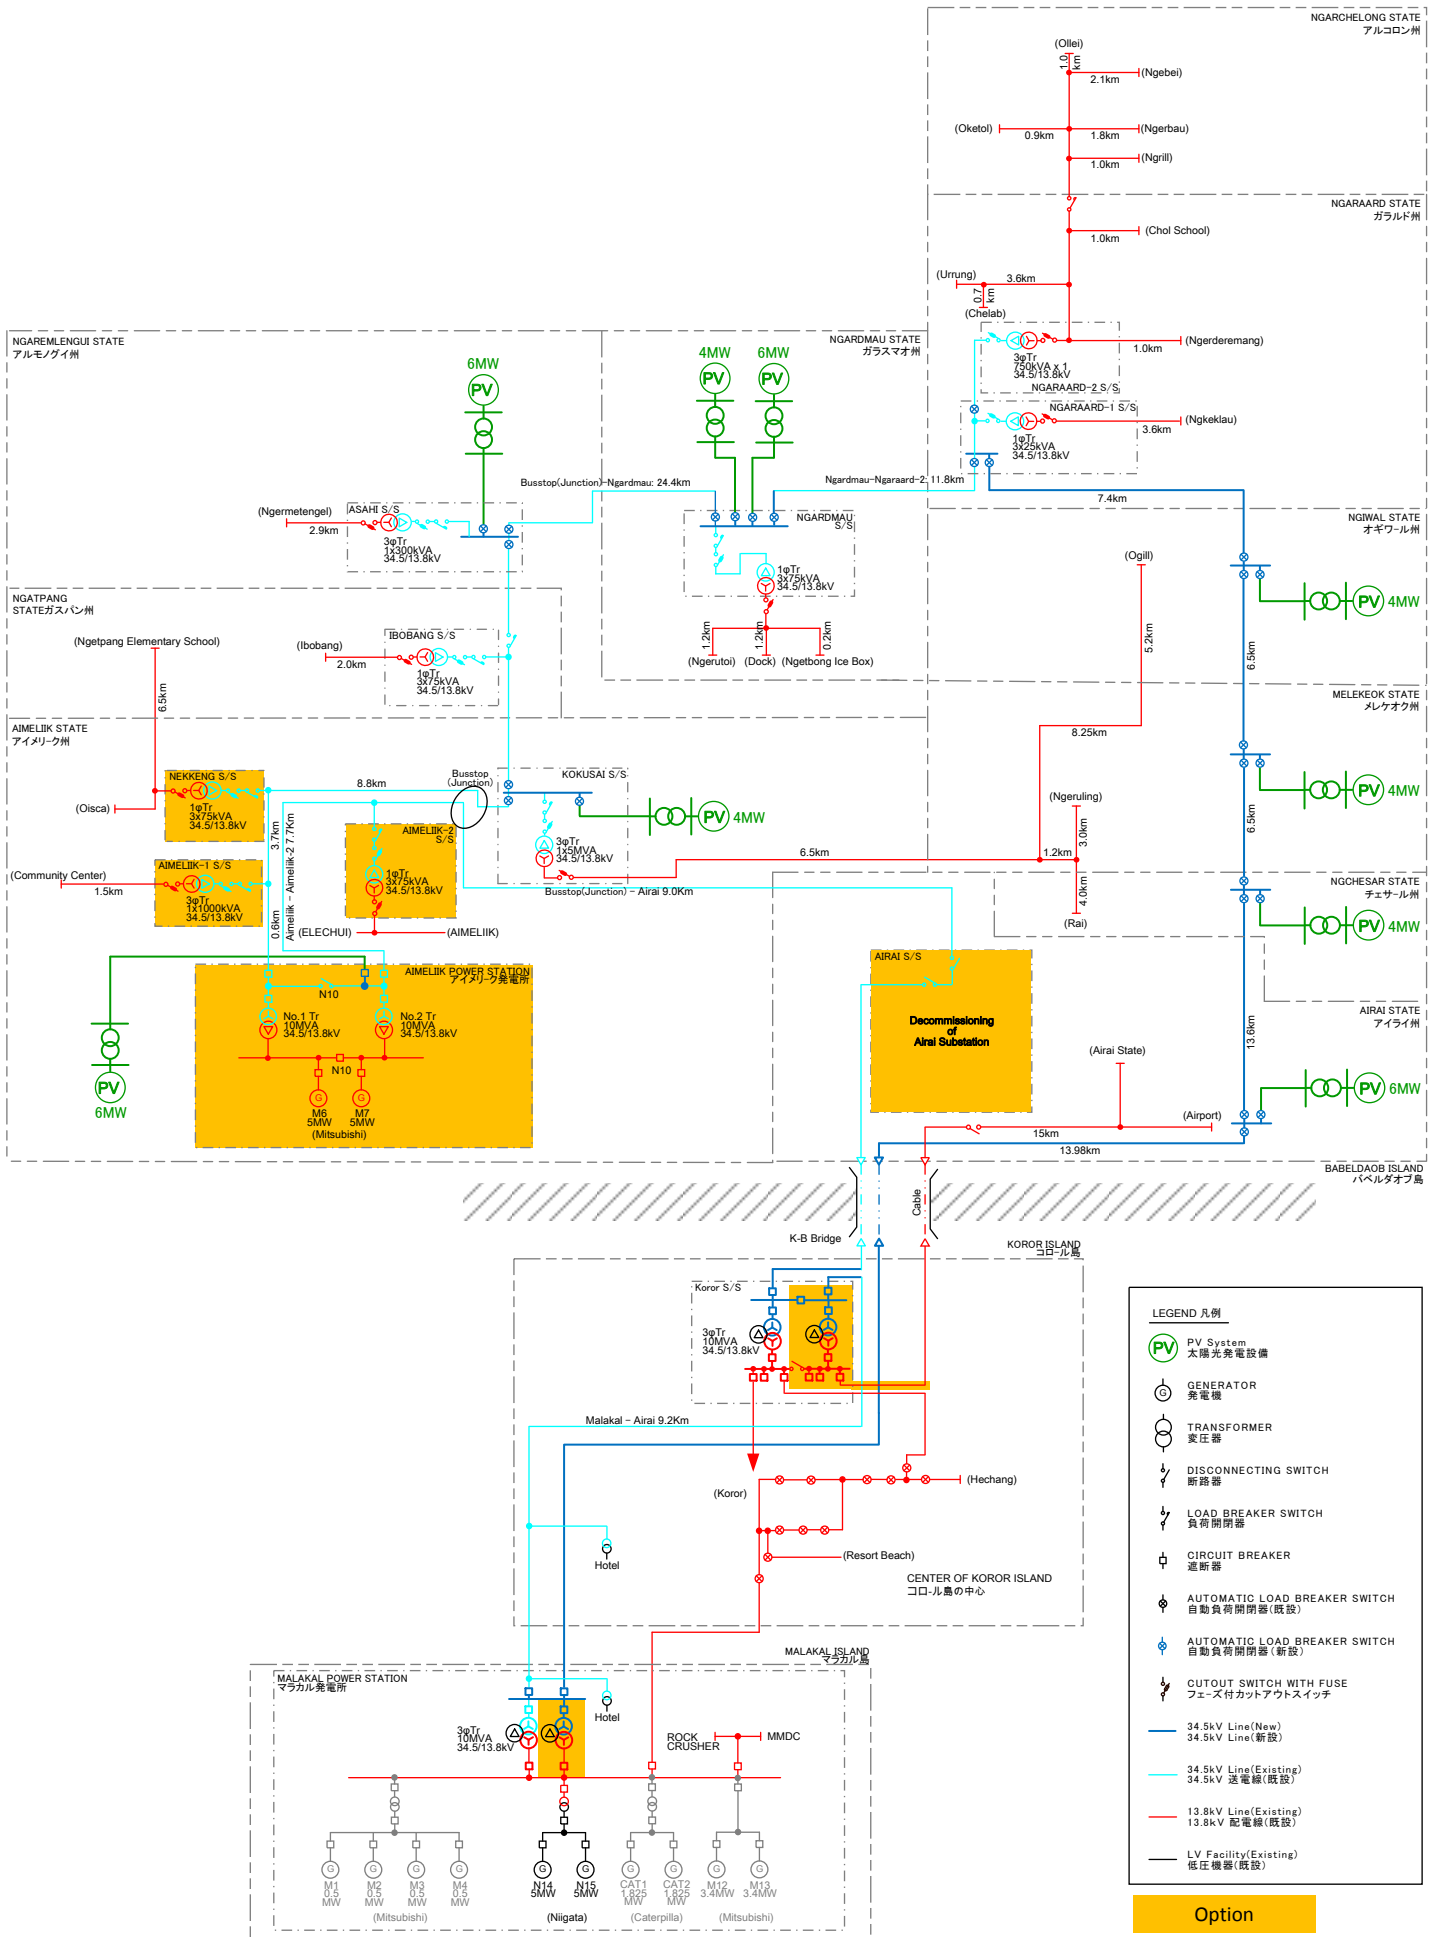 NGARCHELONG STATE
アルコロン州
(Ollei)
1.0
km
(Ngebei)
2.1km
(Oketol)
0.9km
1.8km
(Ngerbau)
(Ngrill)
1.0km
NGARAARD STATE
ガラルド州
(Chol School)
1.0km
(Urrung)
3.6km
0.7
km
(Chelab)
3φTr
750kVA x 1
34.5/13.8kV
NGARAARD-2 S/S
(Ngerderemang)
1.0km
NGARAARD-1 S/S
1φTr
3x25kVA
34.5/13.8kV
(Ngkeklau)
3.6km
7.4km
NGAREMLENGUI STATE
アルモノグイ州
6MW
PV
NGARDMAU STATE
ガラスマオ州
4MW
6MW
PV
PV
Busstop(Junction)-Ngardmau: 24.4km
Ngardmau-Ngaraard-2: 11.8km
(Ngermetengel)
2.9km
ASAHI S/S
3φTr
1x300kVA
34.5/13.8kV
NGARDMAU
S/S
1φTr
3x75kVA
34.5/13.8kV
1.2km
1.2km
0.2km
(Ngerutoi)
(Dock)
(Ngetbong Ice Box)
NGIWAL STATE
オギワール州
(Ogill)
5.2km
PV
4MW
6.5km
NGATPANG
STATEガスパン州
(Ngetpang Elementary School)
6.5km
(Ibobang)
2.0km
IBOBANG S/S
1φTr
3x75kVA
34.5/13.8kV
MELEKEOK STATE
メレケオク州
8.25km
PV
4MW
6.5km
AIMELIIK STATE
アイメリーク州
NEKKENG S/S
1φTr
3x75kVA
34.5/13.8kV
(Oisca)
8.8km
Busstop
(Junction)
KOKUSAI S/S
3φTr
1x5MVA
34.5/13.8kV
PV
4MW
(Ngeruling)
3.0km
6.5km
1.2km
4.0km
(Rai)
3.7km
Aimeliik - Aimeliik-2 7.7Km
0.6km
AIMELIIK-2
S/S
1φTr
3x75kVA
34.5/13.8kV
(ELECHUI)
(AIMELIIK)
(Community Center)
1.5km
AIMELIIK-1 S/S
3φTr
1x1000kVA
34.5/13.8kV
Busstop(Junction) - Airai 9.0Km
NGCHESAR STATE
チェサール州
PV
4MW
AIRAI S/S
Decommissioning
of
Airai Substation
AIMELIIK POWER STATION
アイメリーク発電所
N10
No.1 Tr
10MVA
34.5/13.8kV
No.2 Tr
10MVA
34.5/13.8kV
N10
G
G
M6
5MW
M7
5MW
(Mitsubishi)
PV
6MW
AIRAI STATE
アイライ州
13.6km
(Airai State)
PV
6MW
(Airport)
15km
13.98km
BABELDAOB ISLAND
バベルダオブ島
Cable
K-B Bridge
KOROR ISLAND
コロール島
Koror S/S
3φTr
10MVA
34.5/13.8kV
Malakal - Airai 9.2Km
(Koror)
(Hechang)
(Resort Beach)
Hotel
CENTER OF KOROR ISLAND
コロール島の中心
MALAKAL ISLAND
マラカル島
MALAKAL POWER STATION
マラカル発電所
Hotel
3φTr
10MVA
34.5/13.8kV
ROCK
CRUSHER
MMDC
G
G
G
G
G
G
G
G
G
G
M1
0.5
MW
M2
0.5
MW
M3
0.5
MW
M4
0.5
MW
(Mitsubishi)
N14
5MW
N15
5MW
(Niigata)
CAT1
1.825
MW
CAT2
1.825
MW
(Caterpilla)
M12
3.4MW
M13
3.4MW
(Mitsubishi)
LEGEND 凡例
PV
PV System
太陽光発電設備
G
GENERATOR
発電機
TRANSFORMER
変圧器
DISCONNECTING SWITCH
断路器
LOAD BREAKER SWITCH
負荷開閉器
CIRCUIT BREAKER
遮断器
AUTOMATIC LOAD BREAKER SWITCH
自動負荷開閉器(既設)
AUTOMATIC LOAD BREAKER SWITCH
自動負荷開閉器(新設)
CUTOUT SWITCH WITH FUSE
フェーズ付カットアウトスイッチ
34.5kV Line(New)
34.5kV Line(新設)
34.5kV Line(Existing)
34.5kV 送電線(既設)
13.8kV Line(Existing)
13.8kV 配電線(既設)
LV Facility(Existing)
低圧機器(既設)
Option